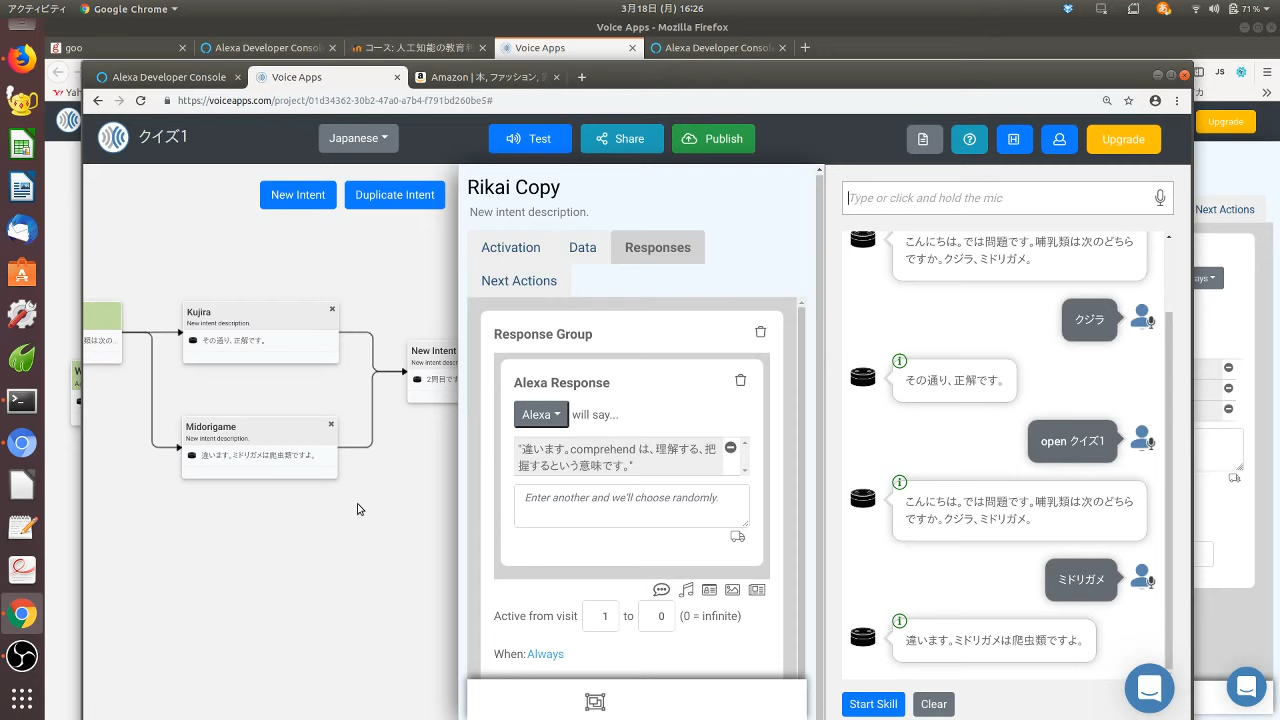 アクティビティ
Google Chrome
3月18日 (月) 16:26
71%
Voice Apps - Mozilla Firefox
goo
Alexa Developer Conso
コース: 人工知能の教育利
Voice Apps
Alexa Developer Conso
Alexa Developer Console
Voice Apps
Amazon | 本, ファッション,
https://voiceapps.com/project/01d34362-30b2-47a0-a7b4-f791bd260be5#
Yah
クイズ1
Japanese
Test
Share
Publish
Upgrade
Upgrade
New Intent
Duplicate Intent
Rikai Copy
New intent description.
Activation
Data
Responses
Next Actions
Next Actions
Response Group
Alexa Response
Alexa
will say...
"違います。comprehend は、理解する、把
握するという意味です。"
Enter another and we'll choose randomly.
Active from visit
1
to
0
(0 = infinite)
When: Always
類は次の...
Kujira
New intent description.
その通り、正解です。
Midorigame
New intent description.
違います。ミドリガメは爬虫類ですよ。
New Intent
New intent descr
2問目です
Type or click and hold the mic
こんにちは。では問題です。哺乳類は次のどちら
ですか。クジラ、ミドリガメ。
クジラ
その通り、正解です。
open クイズ1
こんにちは。では問題です。哺乳類は次のどちら
ですか。クジラ、ミドリガメ。
ミドリガメ
違います。ミドリガメは爬虫類ですよ。
Start Skill
Clear